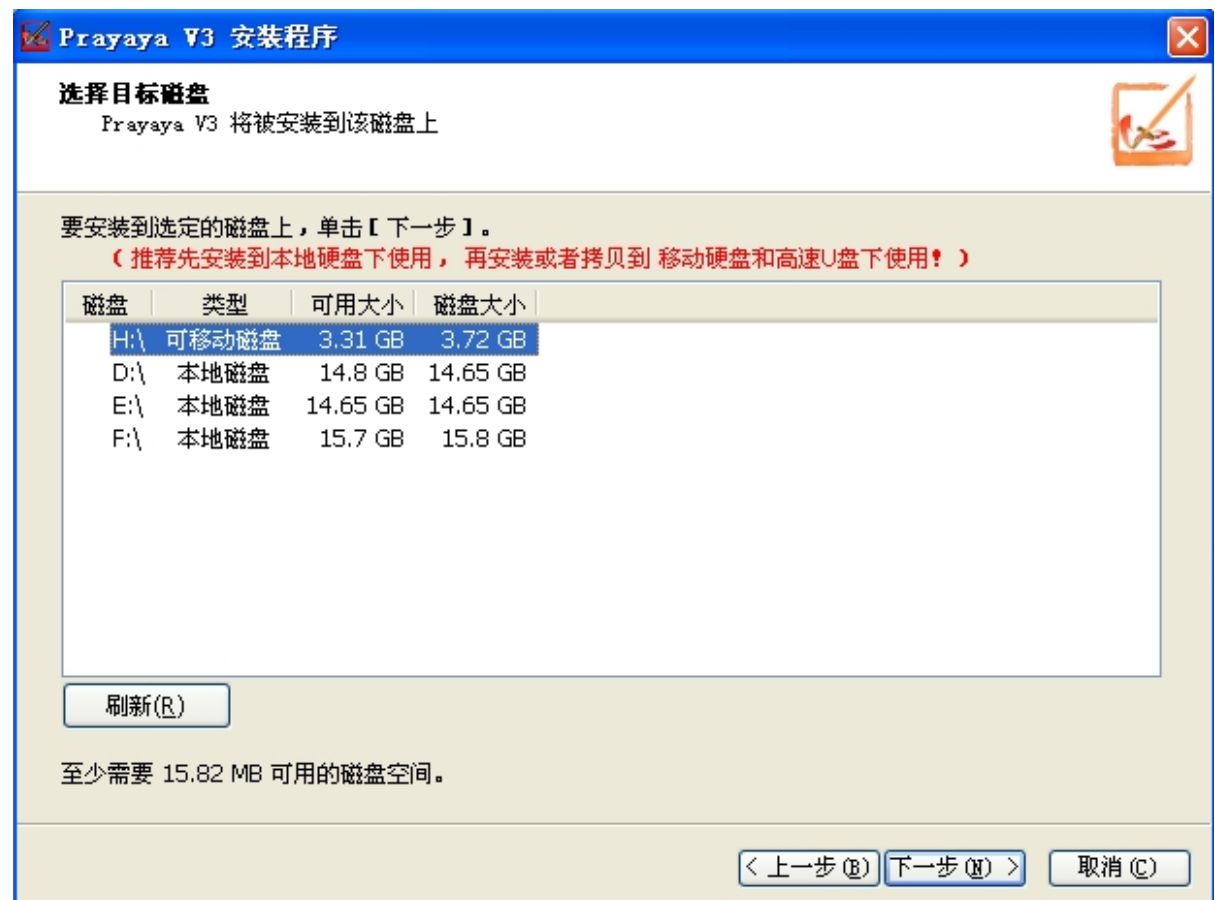 Prayaya V3 安装程序
选择目标磁盘
Prayaya V3 将被安装到该磁盘上
要安装到选定的磁盘上，单击[ 下一步 ]。
( 推荐先安装到本地硬盘下使用， 再安装或者拷贝到 移动硬盘和高速U盘下使用！ )
磁盘 类型 可用大小 磁盘大小
H:\ 可移动磁盘 3.31 GB 3.72 GB
D:\ 本地磁盘 14.8 GB 14.65 GB
E:\ 本地磁盘 14.65 GB 14.65 GB
F:\ 本地磁盘 15.7 GB 15.8 GB
刷新(R)
至少需要 15.82 MB 可用的磁盘空间。
< 上一步(B) 下一步(N) > 取消(C)